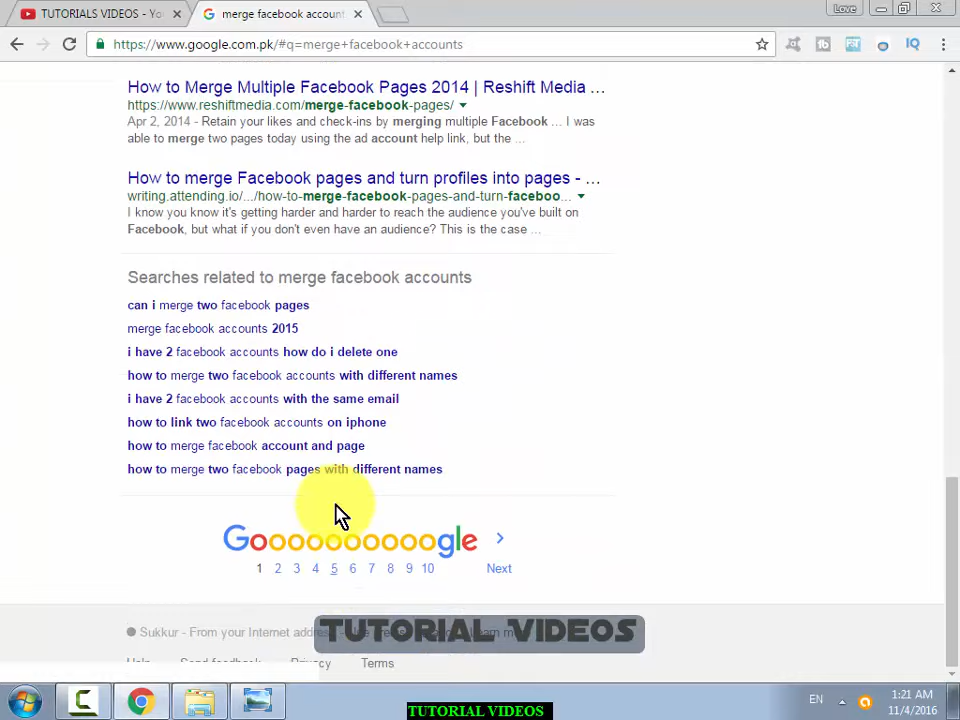 TUTORIALS VIDEOS - Yo
merge facebook account
Love
https://www.google.com.pk/#q=merge+facebook+accounts
How to Merge Multiple Facebook Pages 2014 | Reshift Media ...
https://www.reshiftmedia.com/merge-facebook-pages/
Apr 2, 2014 - Retain your likes and check-ins by merging multiple Facebook ... I was
able to merge two pages today using the ad account help link, but the ...
How to merge Facebook pages and turn profiles into pages - ...
writing.attending.io/.../how-to-merge-facebook-pages-and-turn-faceboo...
I know you know it's getting harder and harder to reach the audience you've built on
Facebook, but what if you don't even have an audience? This is the case ...
Searches related to merge facebook accounts
can i merge two facebook pages
merge facebook accounts 2015
i have 2 facebook accounts how do i delete one
how to merge two facebook accounts with different names
i have 2 facebook accounts with the same email
how to link two facebook accounts on iphone
how to merge facebook account and page
how to merge two facebook pages with different names
Goooooooooogle
1 2 3 4 5 6 7 8 9 10 Next
Sukkur - From your Internet
TUTORIAL VIDEOS
Help Send feedback Privacy Terms
EN
1:21 AM
11/4/2016
TUTORIAL VIDEOS